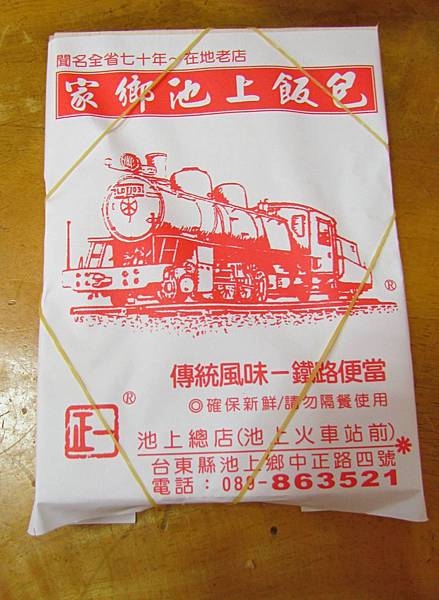 聞名全省七十年~在地老店
家鄉池上飯包
®
傳統風味－鐵路便當
®
◎確保新鮮/請勿隔餐使用
正一
池上總店(池上火車站前)*
台東縣池上鄉中正路四號
電話：089-863521